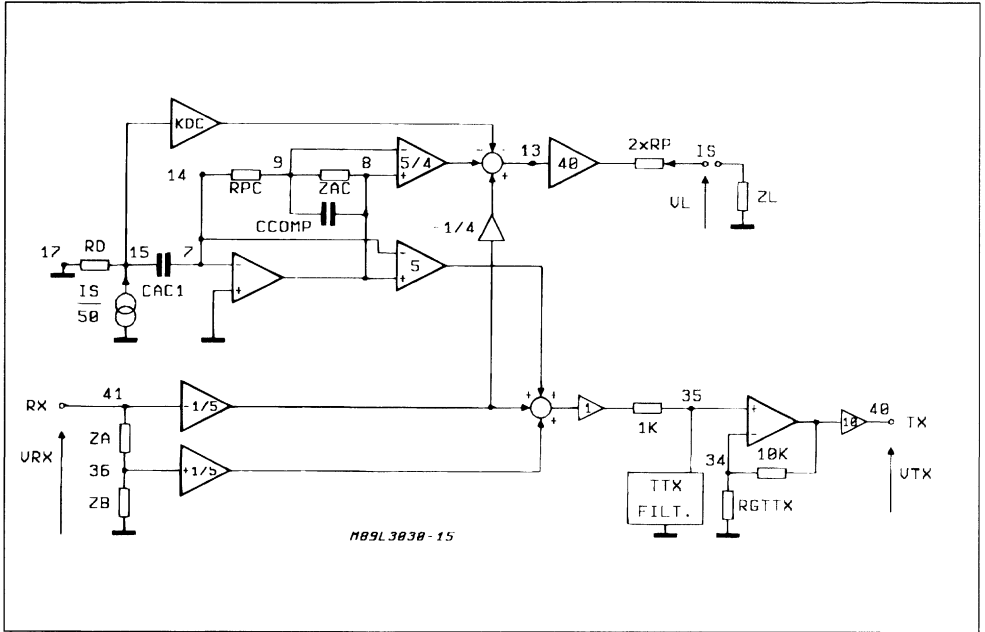 KDC
13
2xRP
IS
14
9
8
5/4
40
RPC
ZAC
CCOMP
VL
ZL
-1/4
17
RD
15
7
IS
50
CAC1
5
-
+
RX
41
-1/5
1
35
40
TX
1K
10
VRX
ZA
36
+1/5
ZB
34
10K
TTX
FILT.
RGTTX
VTX
M89L3030-15